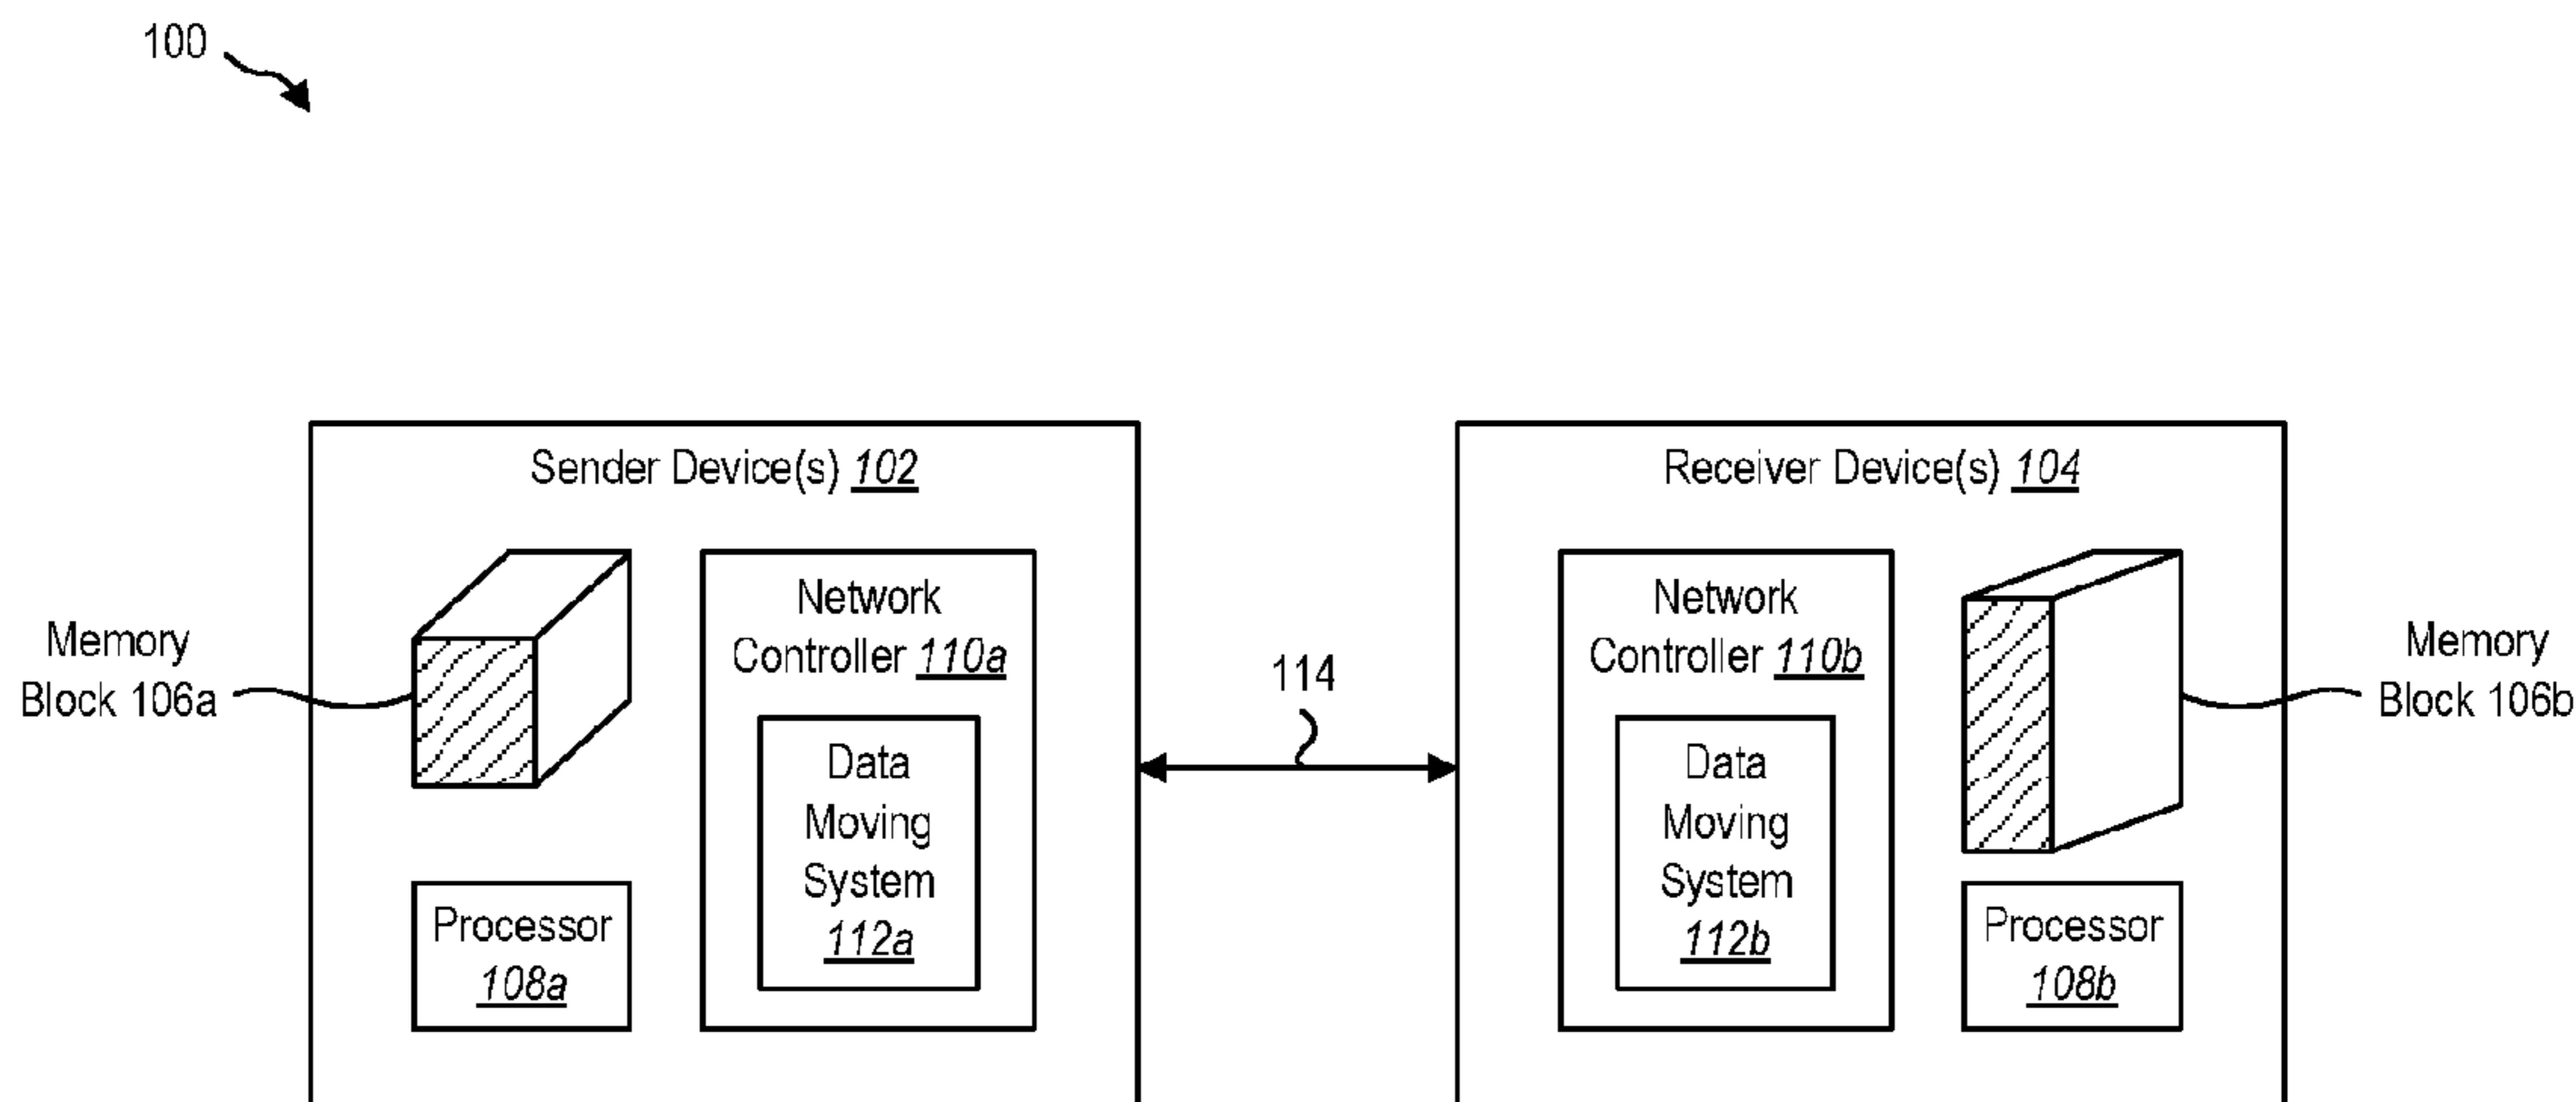 100
Sender Device(s) 102
Receiver Device(s) 104
Memory
Block 106a
Network
Controller 110a
Data
Moving
System
112a
Processor
108a
114
Network
Controller 110b
Data
Moving
System
112b
Memory
Block 106b
Processor
108b